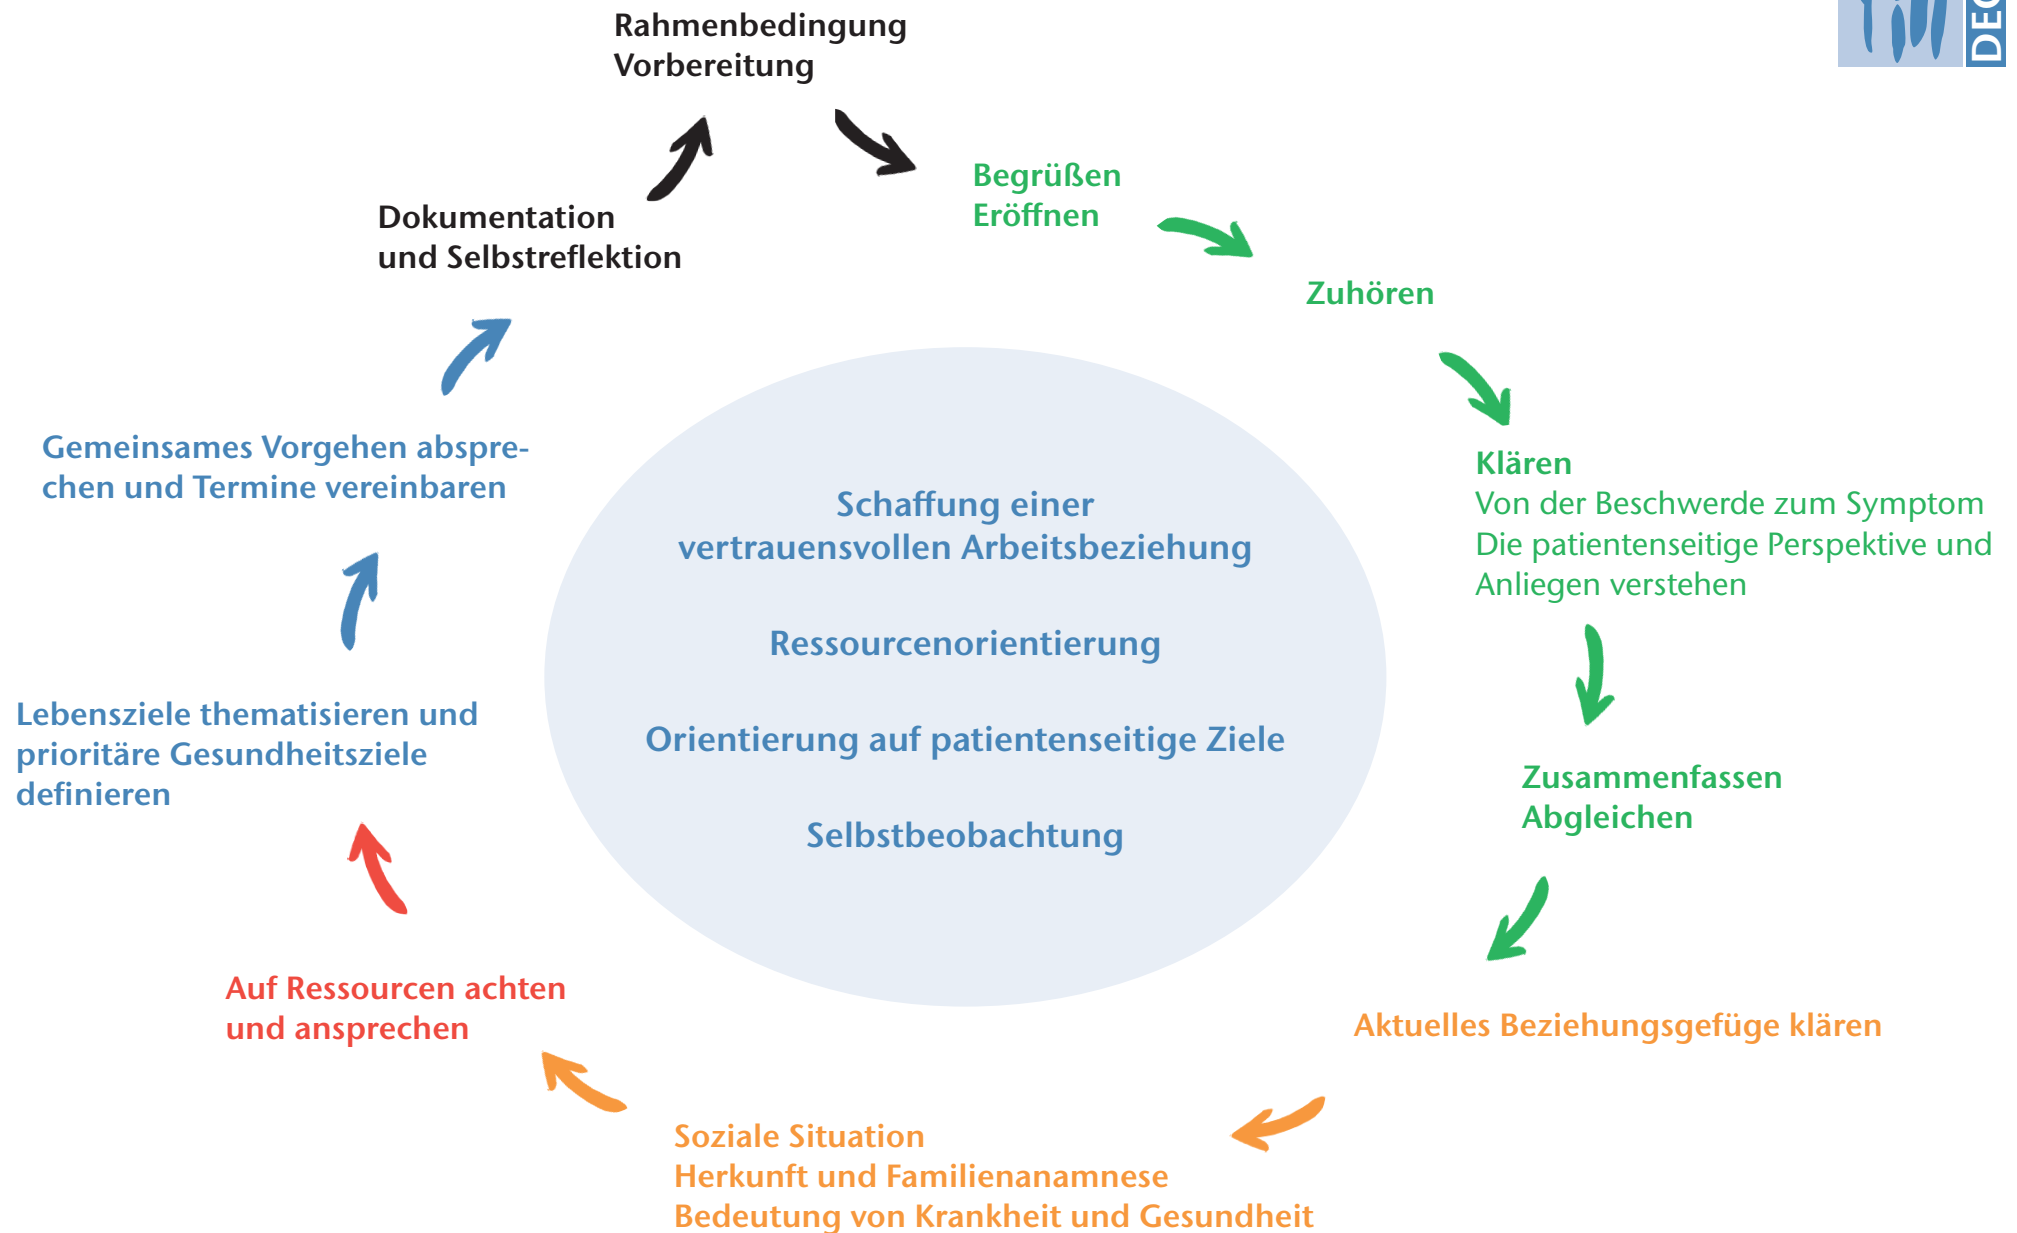 Rahmenbedingung
Vorbereitung
Begrüßen
Eröffnen
Zuhören
Klären
Von der Beschwerde zum Symptom
Die patientenseitige Perspektive und
Anliegen verstehen
Zusammenfassen
Abgleichen
Aktuelles Beziehungsgefüge klären
Soziale Situation
Herkunft und Familienanamnese
Bedeutung von Krankheit und Gesundheit
Auf Ressourcen achten
und ansprechen
Lebensziele thematisieren und
prioritäre Gesundheitsziele
definieren
Gemeinsames Vorgehen abspre-
chen und Termine vereinbaren
Dokumentation
und Selbstreflektion
Schaffung einer
vertrauensvollen Arbeitsbeziehung
Ressourcenorientierung
Orientierung auf patientenseitige Ziele
Selbstbeobachtung